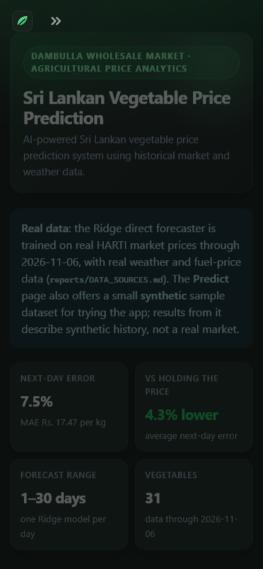 DAMBULLA WHOLESALE MARKET ·
AGRICULTURAL PRICE ANALYTICS
Sri Lankan Vegetable Price
Prediction
AI-powered Sri Lankan vegetable price
prediction system using historical market and
weather data.
Real data: the Ridge direct forecaster is
trained on real HARTI market prices through
2026-11-06, with real weather and fuel-price
data (reports/DATA_SOURCES.md). The Predict
page also offers a small synthetic sample
dataset for trying the app; results from it
describe synthetic history, not a real market.
NEXT-DAY ERROR
7.5%
MAE Rs. 17.47 per kg
VS HOLDING THE
PRICE
4.3% lower
average next-day error
FORECAST RANGE
1–30 days
one Ridge model per
day
VEGETABLES
31
data through 2026-11-
06